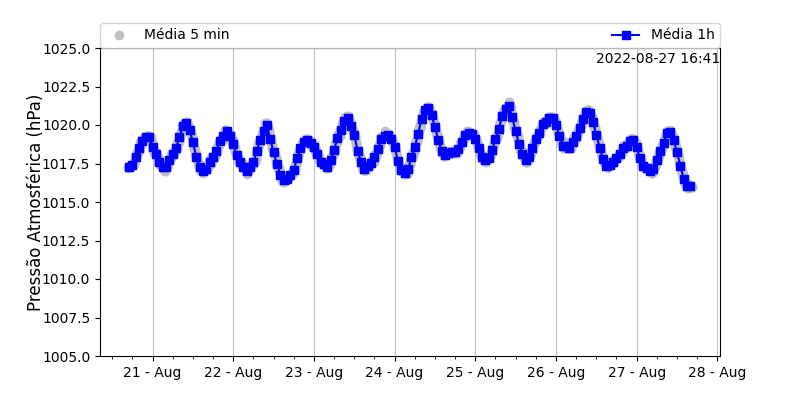 Média 5 min
Média 1h
2022-08-27 16:41
Pressão Atmosférica (hPa)
1025.0
1022.5
1020.0
1017.5
1015.0
1012.5
1010.0
1007.5
1005.0
21 - Aug
22 - Aug
23 - Aug
24 - Aug
25 - Aug
26 - Aug
27 - Aug
28 - Aug